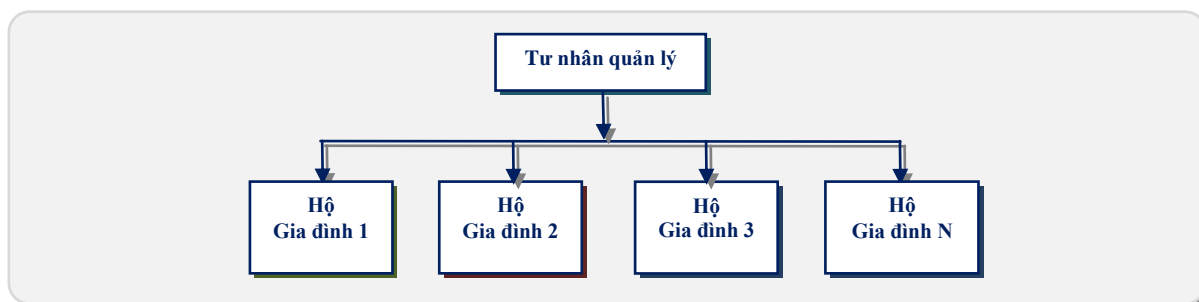 Tư nhân quản lý
Hộ
Gia đình 1
Hộ
Gia đình 2
Hộ
Gia đình 3
Hộ
Gia đình N